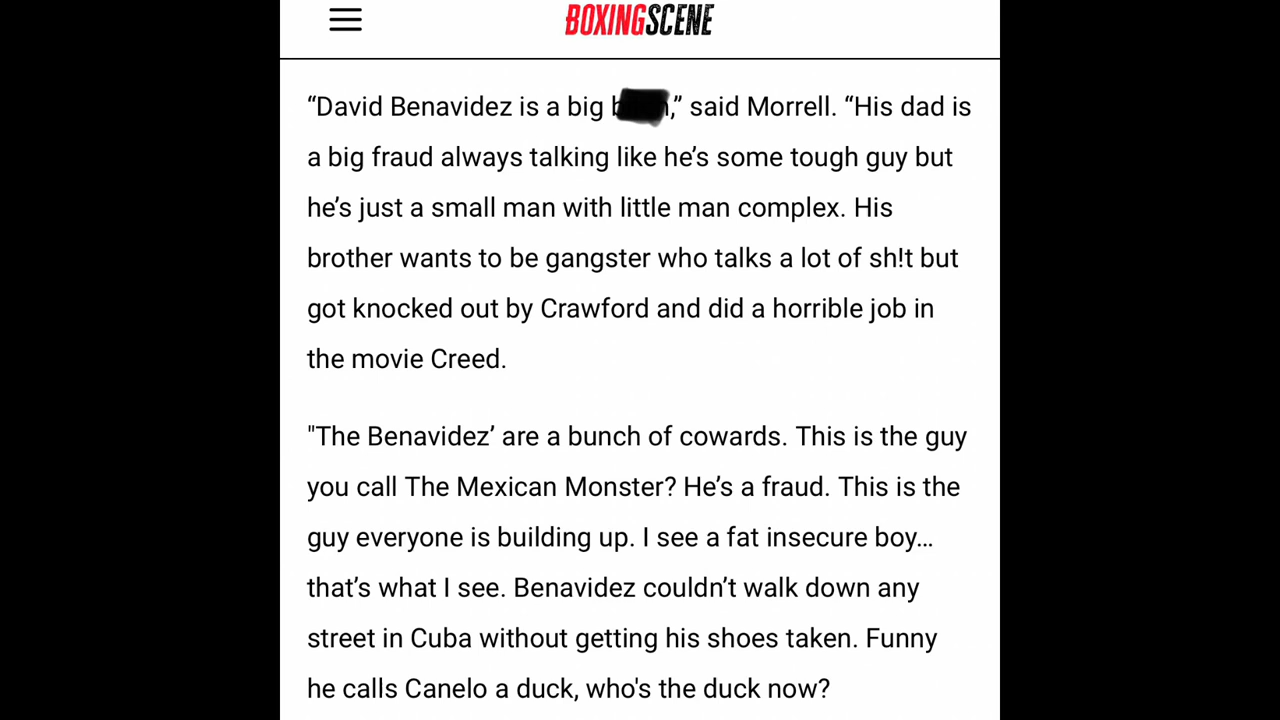 BOXINGSCENE
“David Benavidez is a big ,” said Morrell. “His dad is
a big fraud always talking like he’s some tough guy but
he’s just a small man with little man complex. His
brother wants to be gangster who talks a lot of sh!t but
got knocked out by Crawford and did a horrible job in
the movie Creed.
"The Benavidez’ are a bunch of cowards. This is the guy
you call The Mexican Monster? He’s a fraud. This is the
guy everyone is building up. I see a fat insecure boy…
that’s what I see. Benavidez couldn’t walk down any
street in Cuba without getting his shoes taken. Funny
he calls Canelo a duck, who's the duck now?